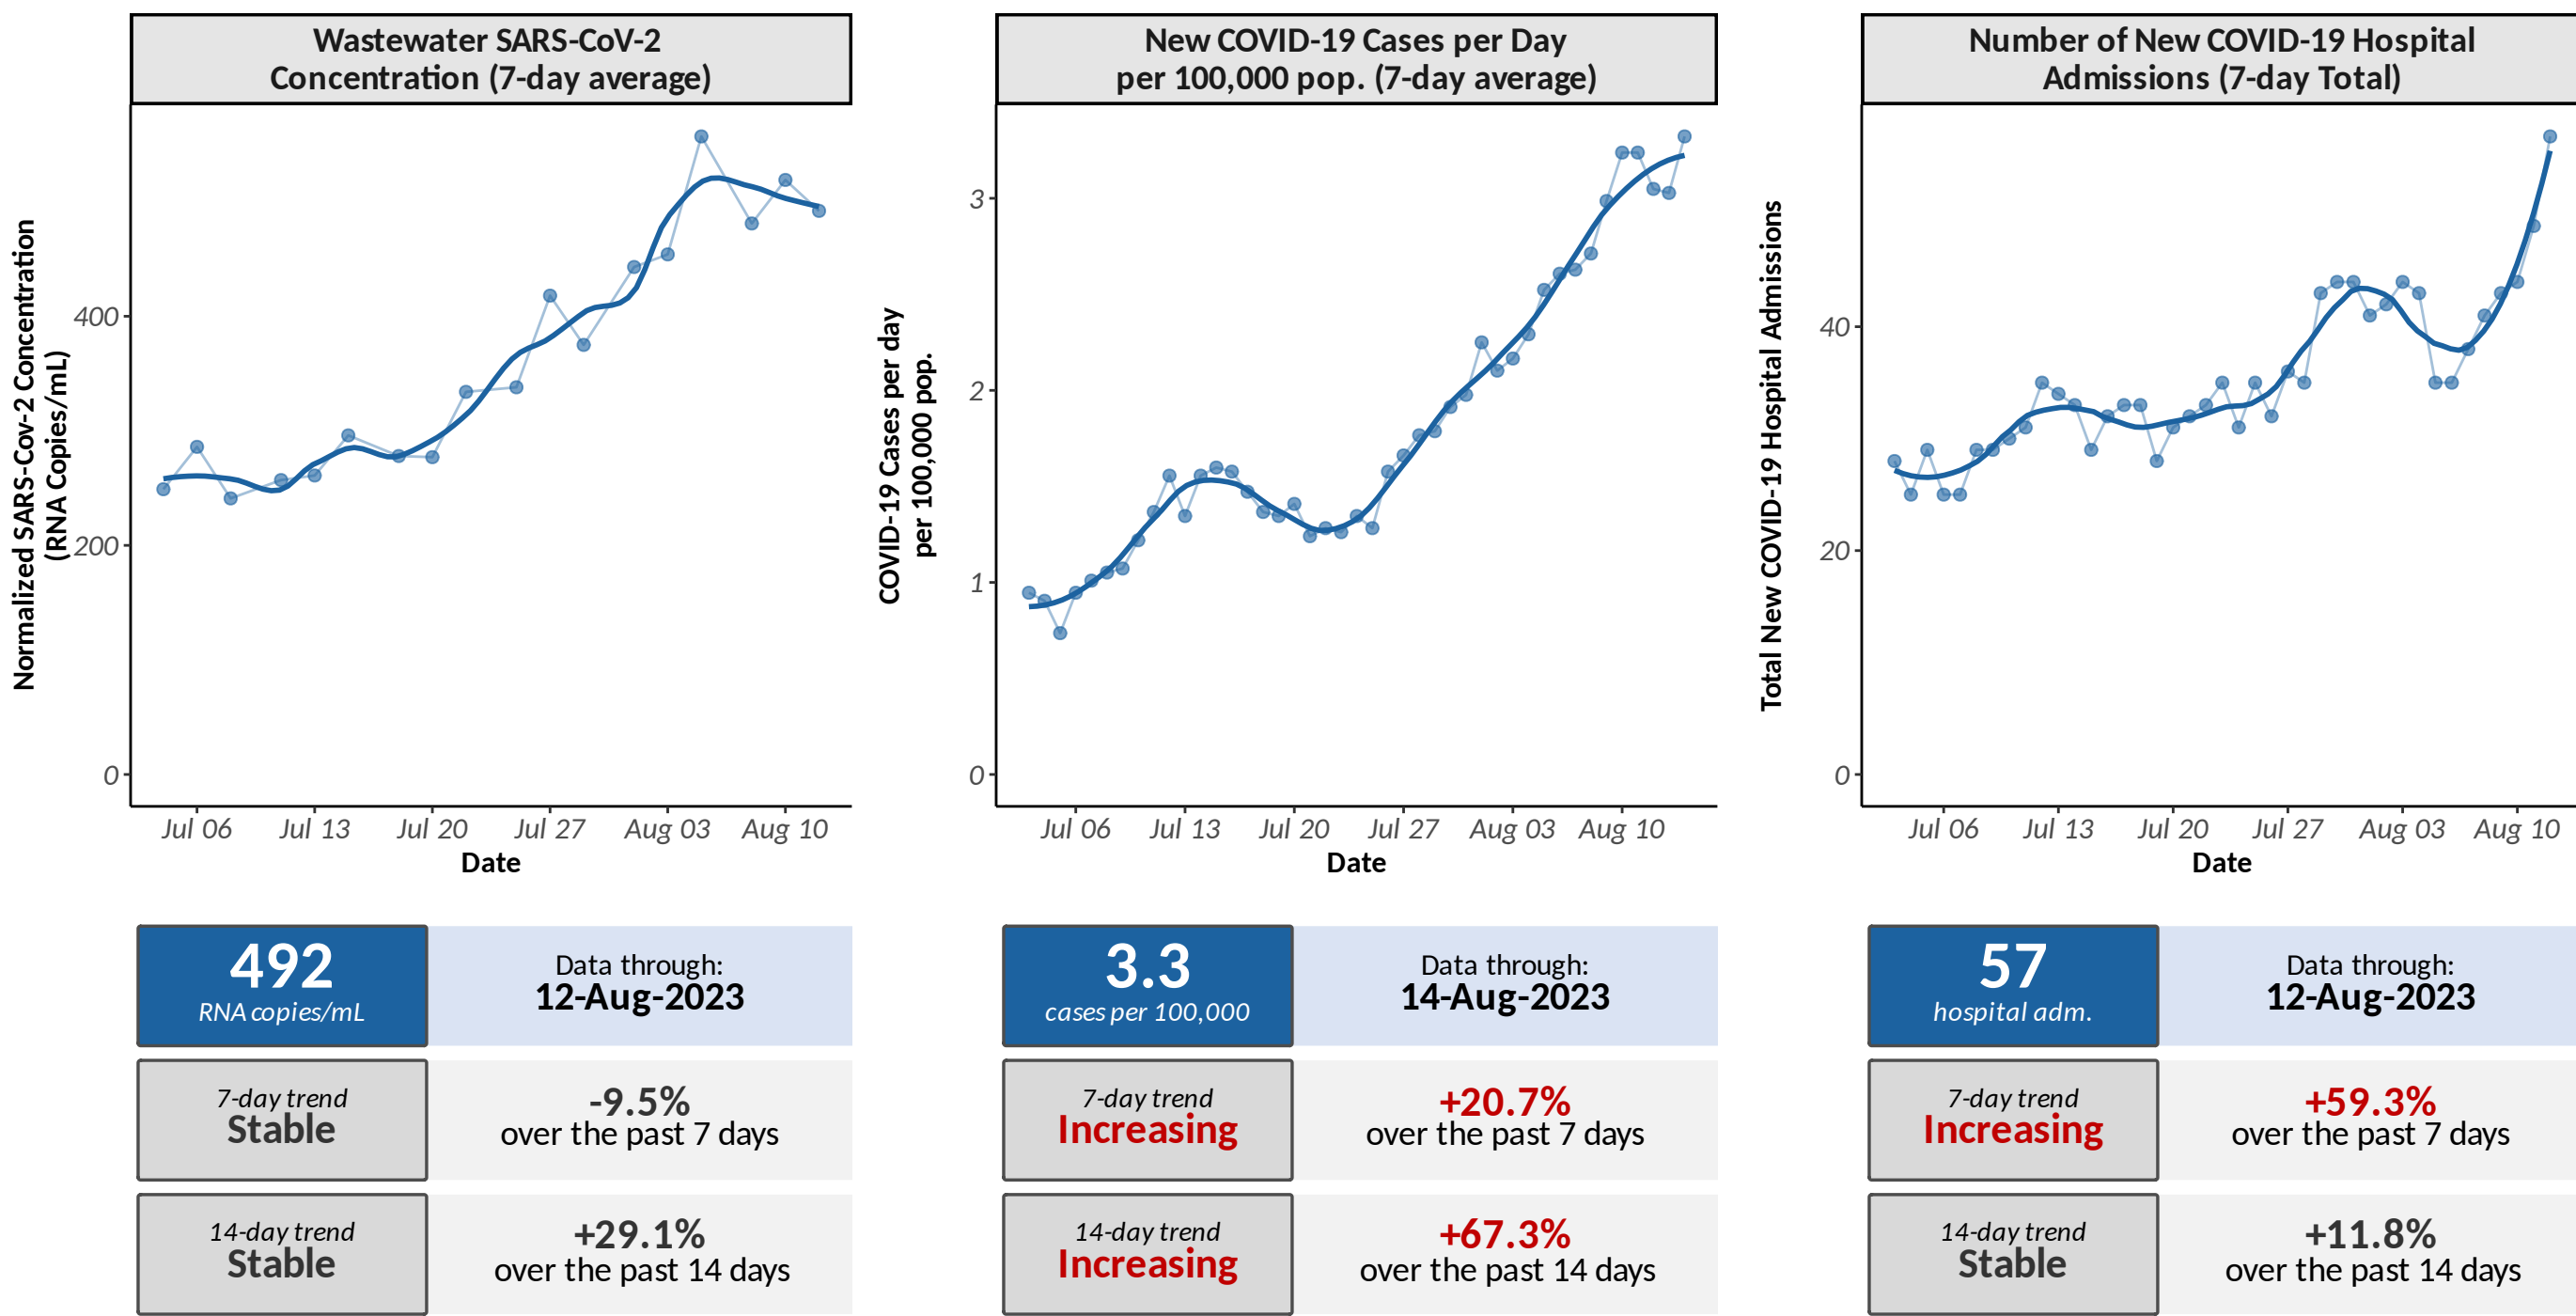 Wastewater SARS-CoV-2
Concentration (7-day average)
Normalized SARS-Cov-2 Concentration
(RNA Copies/mL)
400
200
0
Jul 06 Jul 13 Jul 20 Jul 27 Aug 03 Aug 10
Date
New COVID-19 Cases per Day
per 100,000 pop. (7-day average)
COVID-19 Cases per day
per 100,000 pop.
3
2
1
0
Jul 06 Jul 13 Jul 20 Jul 27 Aug 03 Aug 10
Date
Number of New COVID-19 Hospital
Admissions (7-day Total)
Total New COVID-19 Hospital Admissions
40
20
0
Jul 06 Jul 13 Jul 20 Jul 27 Aug 03 Aug 10
Date
492
RNA copies/mL
Data through:
12-Aug-2023
7-day trend
Stable
-9.5%
over the past 7 days
14-day trend
Stable
+29.1%
over the past 14 days
3.3
cases per 100,000
Data through:
14-Aug-2023
7-day trend
Increasing
+20.7%
over the past 7 days
14-day trend
Increasing
+67.3%
over the past 14 days
57
hospital adm.
Data through:
12-Aug-2023
7-day trend
Increasing
+59.3%
over the past 7 days
14-day trend
Stable
+11.8%
over the past 14 days